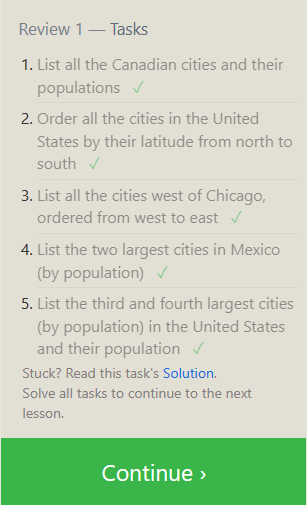 Review 1 — Tasks
1. List all the Canadian cities and their
populations ✓
2. Order all the cities in the United
States by their latitude from north to
south ✓
3. List all the cities west of Chicago,
ordered from west to east ✓
4. List the two largest cities in Mexico
(by population) ✓
5. List the third and fourth largest cities
(by population) in the United States
and their population ✓
Stuck? Read this task's Solution.
Solve all tasks to continue to the next
lesson.
Continue ›